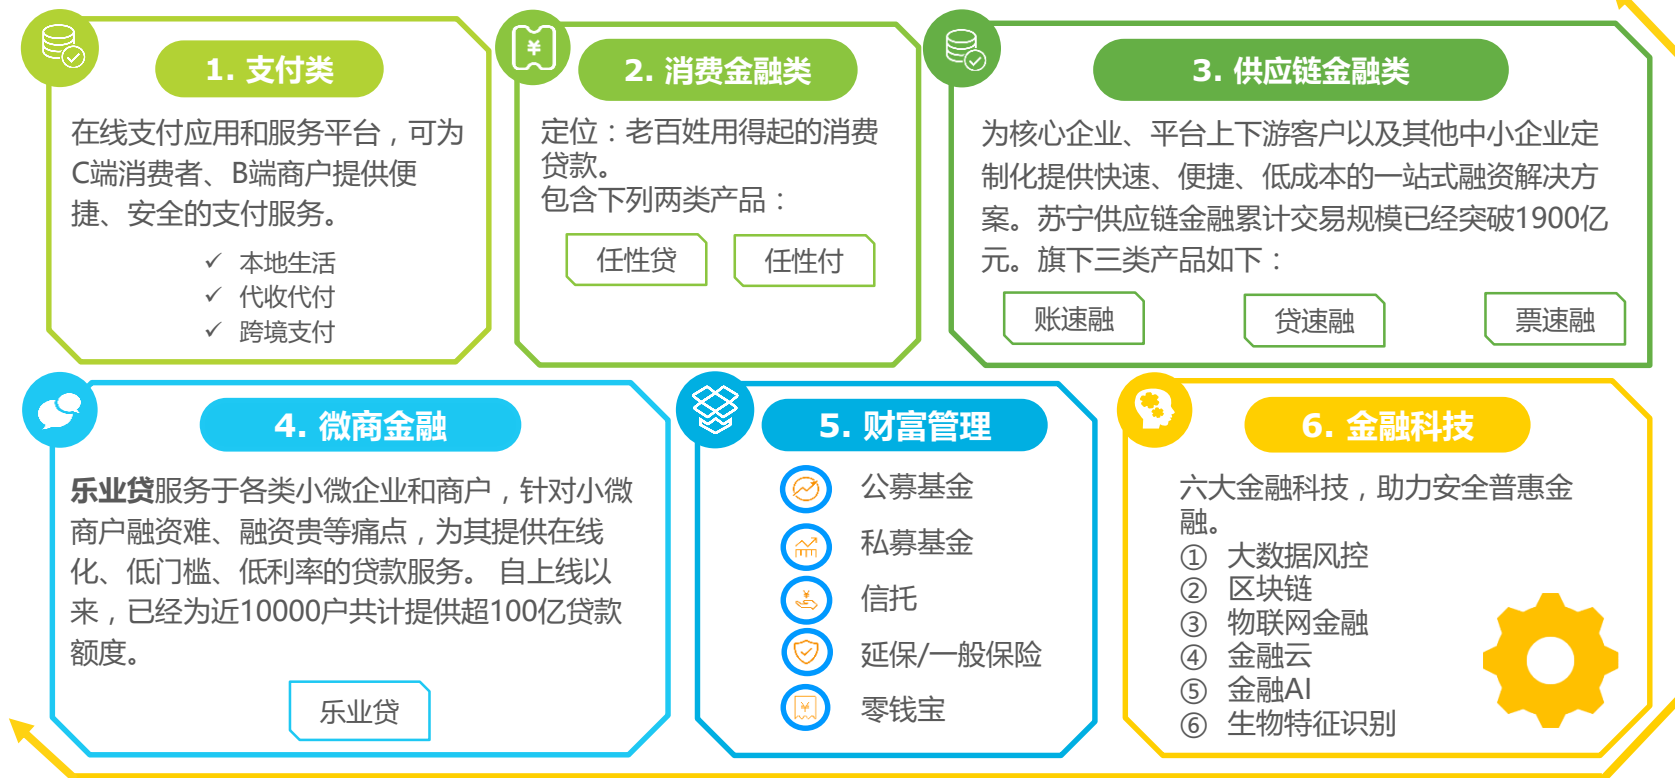 1. 支付类
在线支付应用和服务平台，可为
C端消费者、B端商户提供便
捷、安全的支付服务。
✓ 本地生活
✓ 代收代付
✓ 跨境支付
2. 消费金融类
定位：老百姓用得起的消费
贷款。
包含下列两类产品：
任性贷
任性付
3. 供应链金融类
为核心企业、平台上下游客户以及其他中小企业定
制化提供快速、便捷、低成本的一站式融资解决方
案。苏宁供应链金融累计交易规模已经突破1900亿
元。旗下三类产品如下：
账速融
贷速融
票速融
4. 微商金融
乐业贷服务于各类小微企业和商户，针对小微
商户融资难、融资贵等痛点，为其提供在线
化、低门槛、低利率的贷款服务。 自上线以
来，已经为近10000户共计提供超100亿贷款
额度。
乐业贷
5. 财富管理
公募基金
私募基金
信托
延保/一般保险
零钱宝
6. 金融科技
六大金融科技，助力安全普惠金
融。
① 大数据风控
② 区块链
③ 物联网金融
④ 金融云
⑤ 金融AI
⑥ 生物特征识别